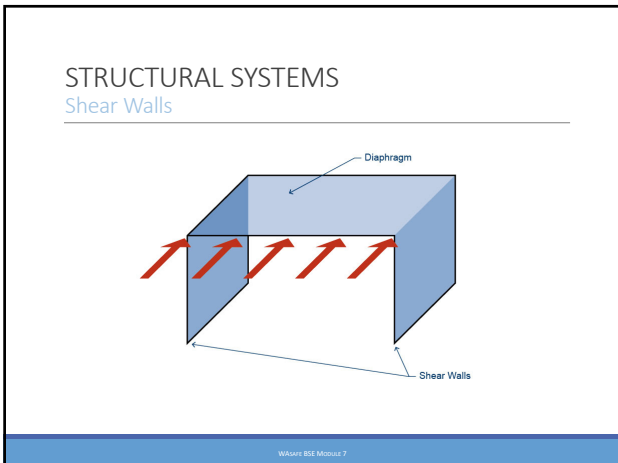 STRUCTURAL SYSTEMS
Shear Walls
Diaphragm
Shear Walls
WASAFE BSE MODULE 7